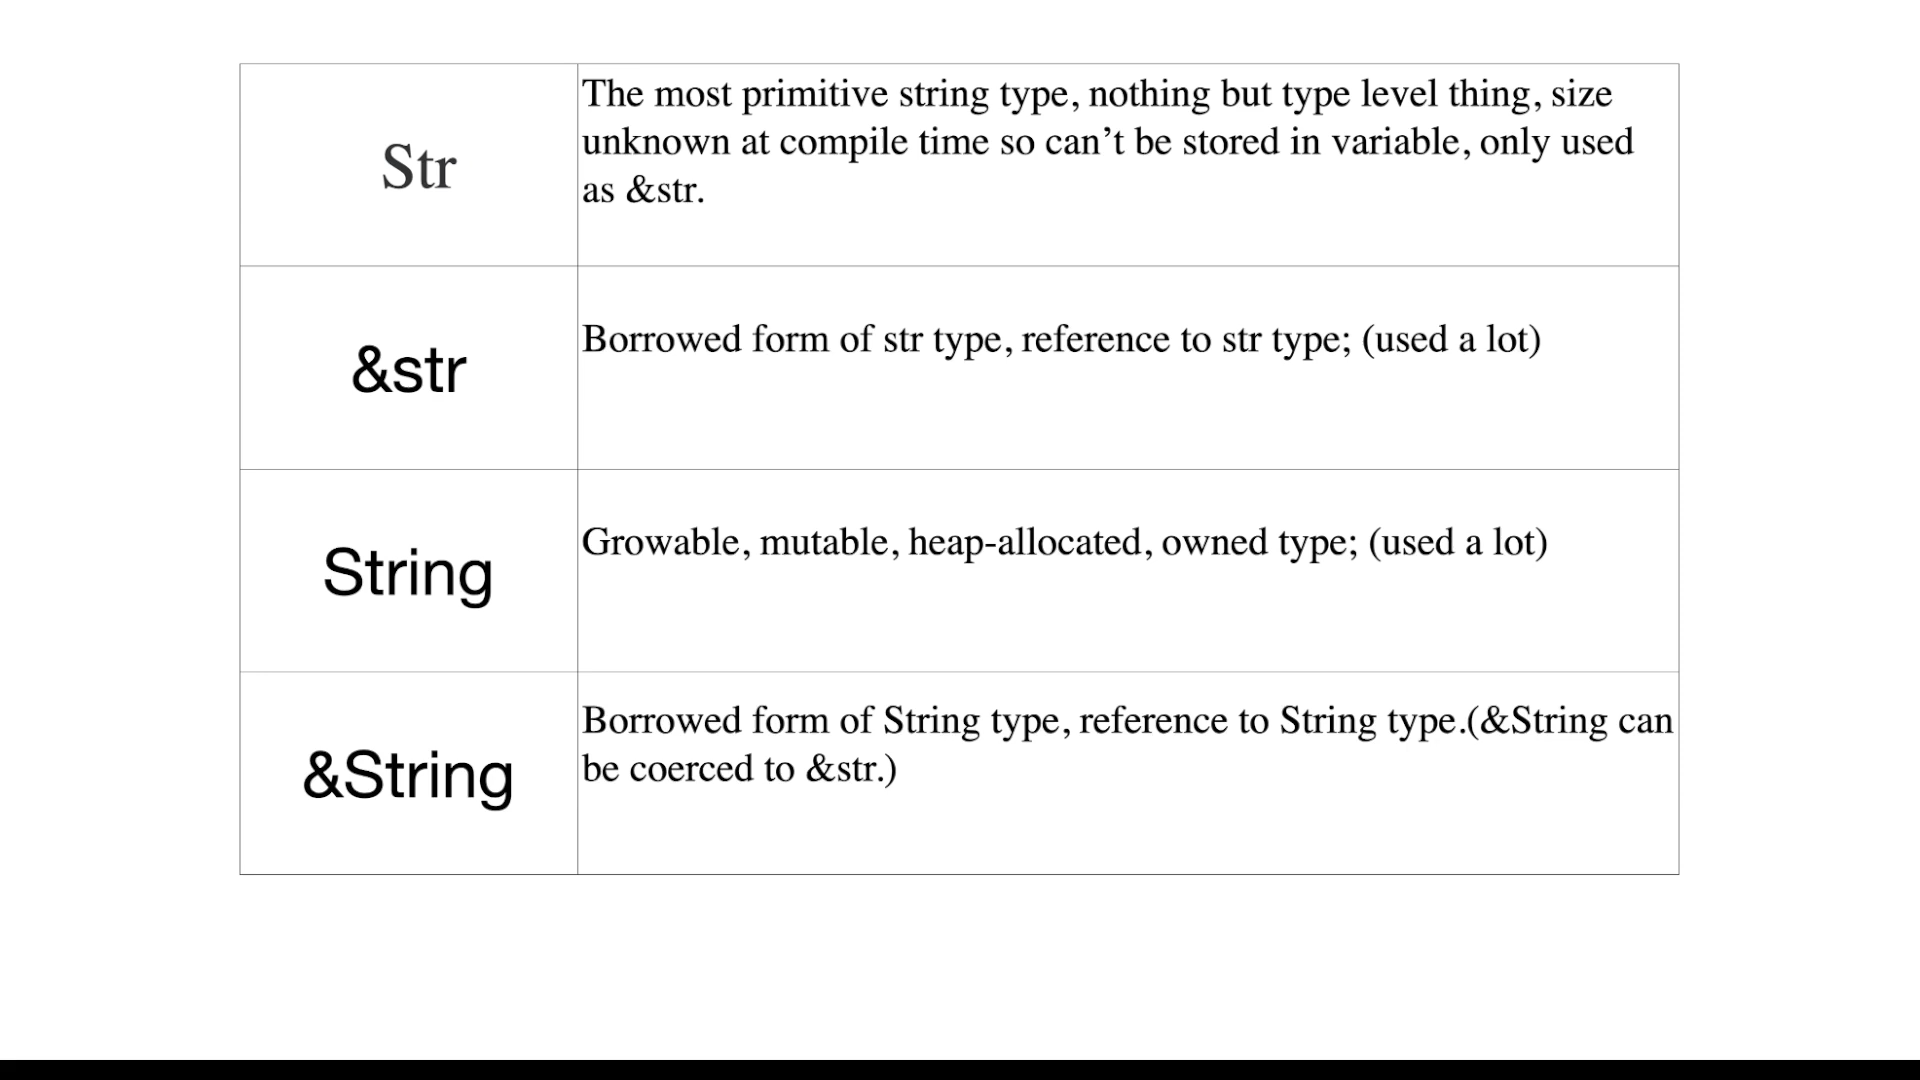 Str
The most primitive string type, nothing but type level thing, size
unknown at compile time so can’t be stored in variable, only used
as &str.
&str
Borrowed form of str type, reference to str type; (used a lot)
String
Growable, mutable, heap-allocated, owned type; (used a lot)
&String
Borrowed form of String type, reference to String type.(&String can
be coerced to &str.)